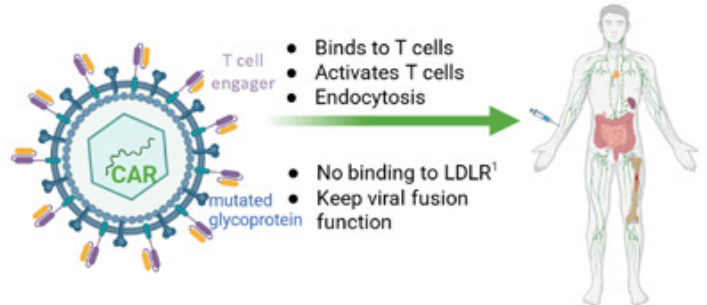 T cell
engager
CAR
mutated
glycoprotein
● Binds to T cells
● Activates T cells
● Endocytosis
● No binding to LDLR¹
● Keep viral fusion
function